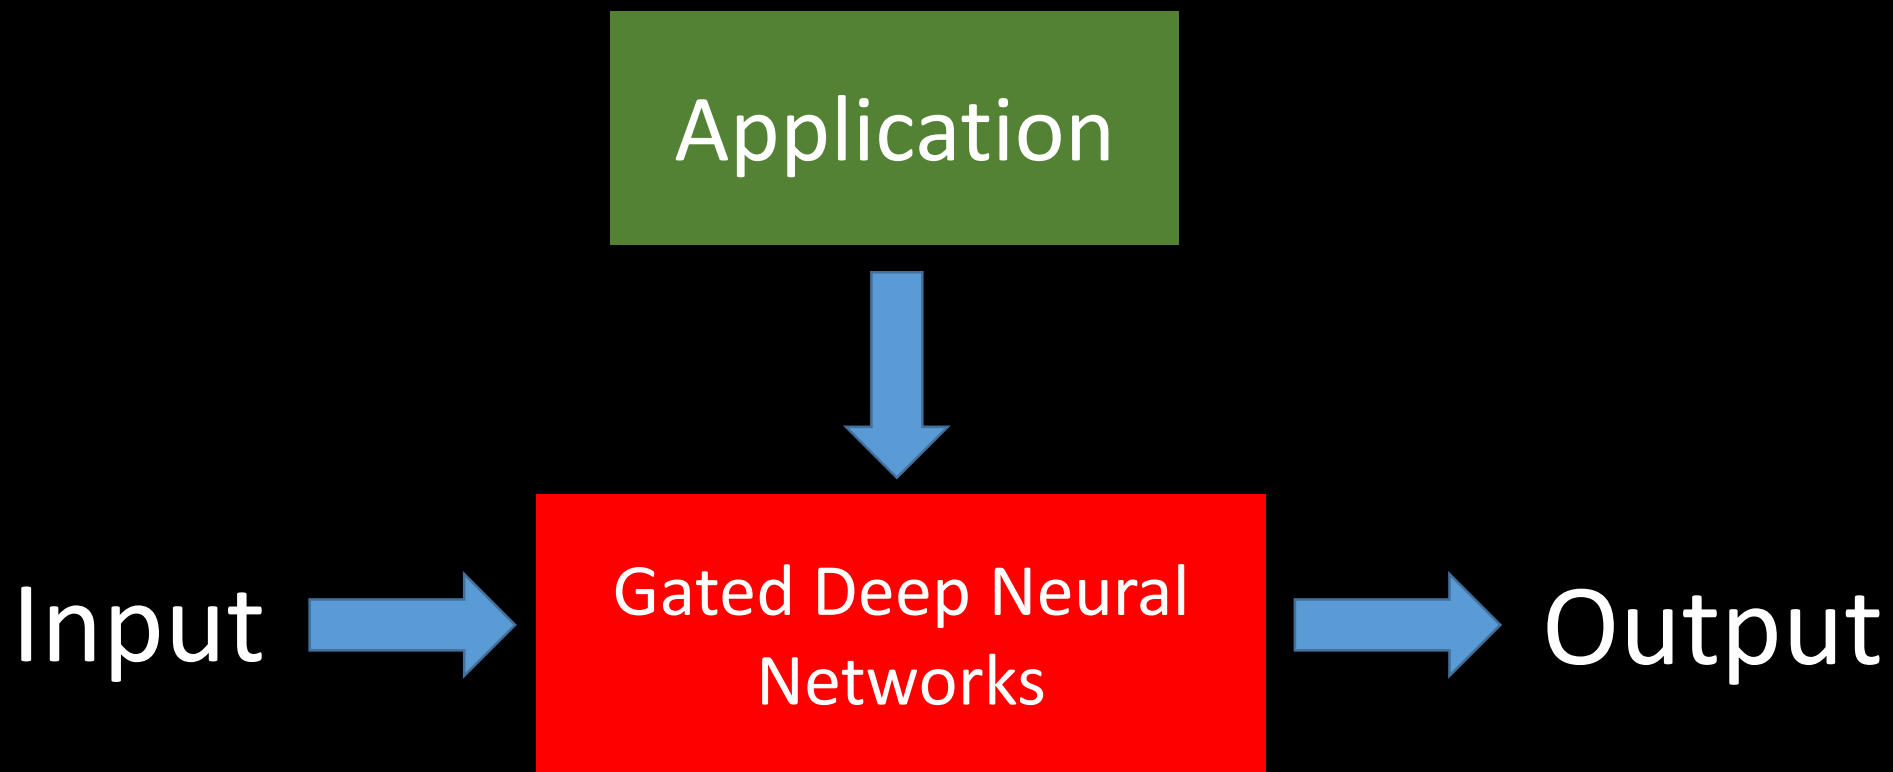 Application
Input
Gated Deep Neural
Networks
Output